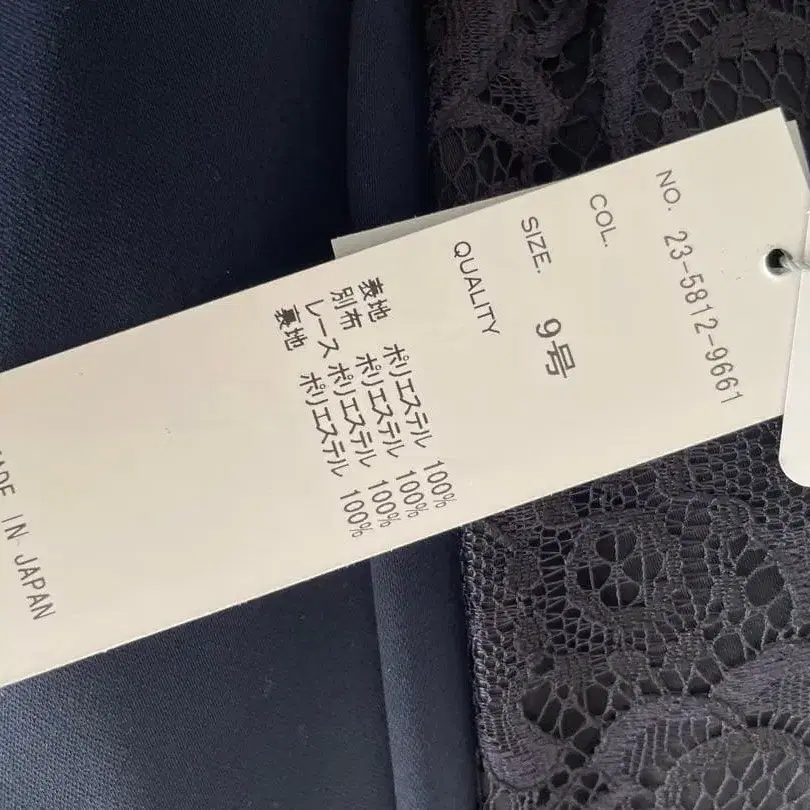 NO. 23-5812-9661
COL.
SIZE. 9号
QUALITY
表地 ポリエステル 100%
別布 ポリエステル 100%
レース ポリエステル 100%
裏地 ポリエステル 100%
MADE IN JAPAN